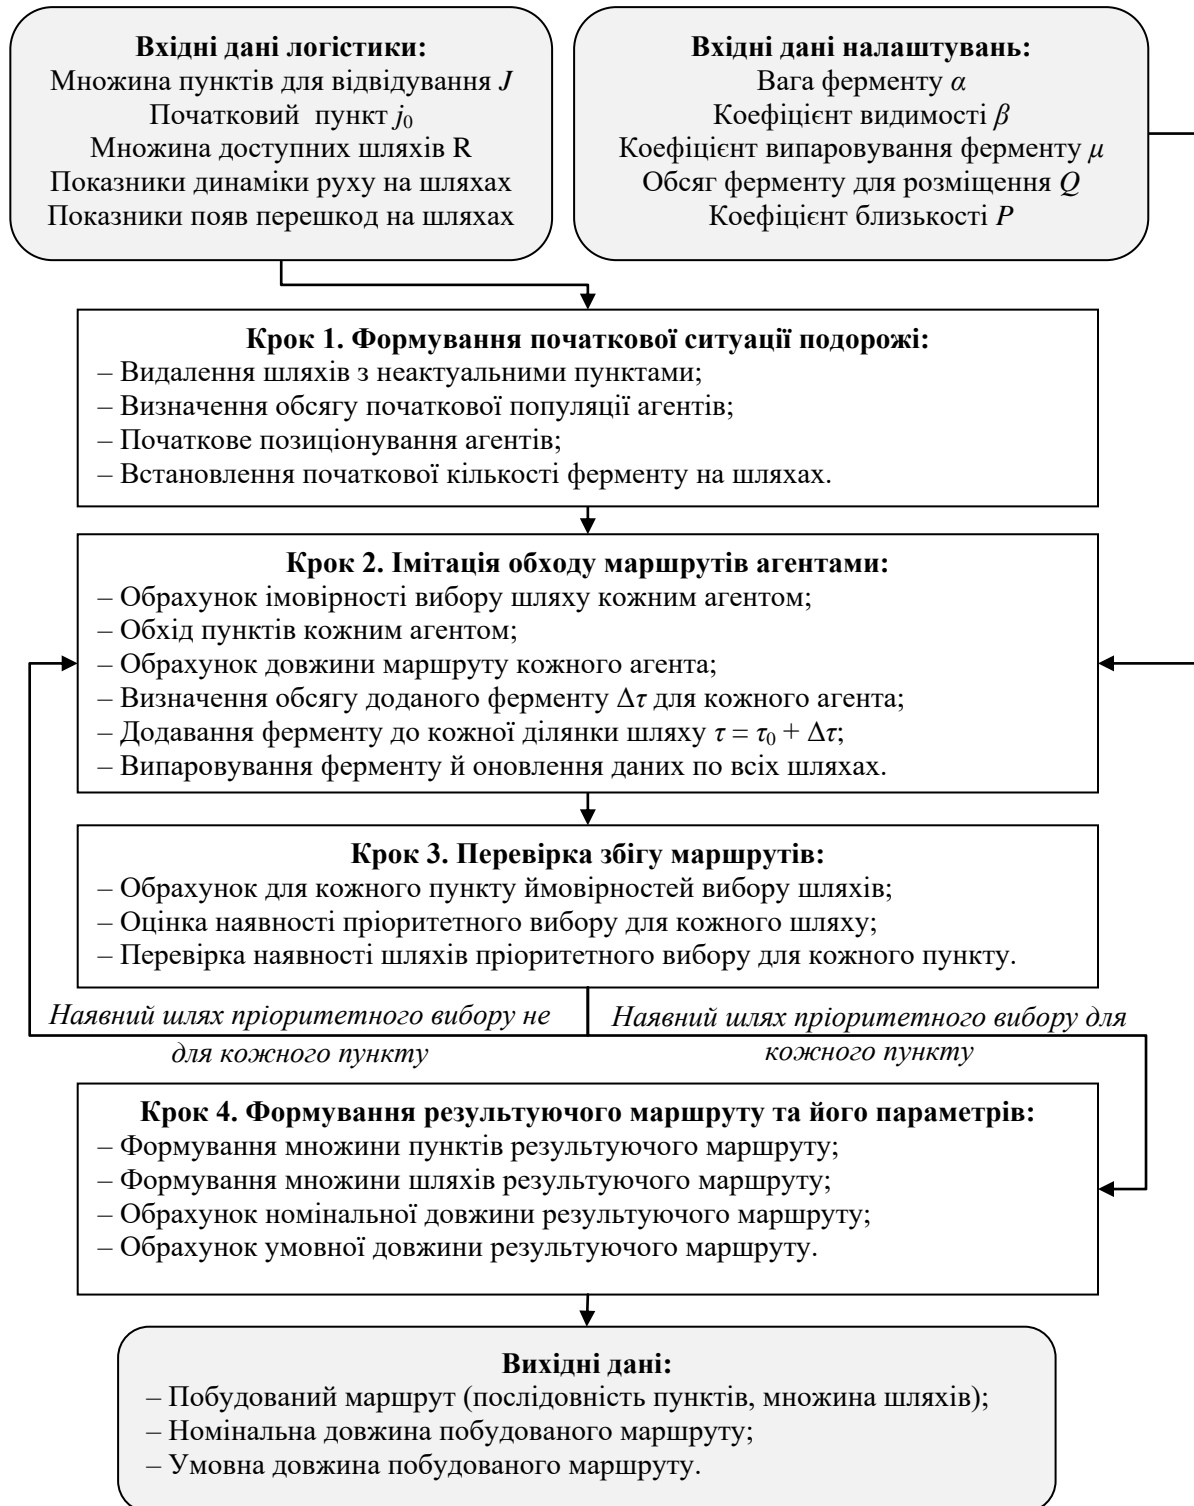 Вхідні дані логістики:
Множина пунктів для відвідування J
Початковий пункт j₀
Множина доступних шляхів R
Показники динаміки руху на шляхах
Показники появ перешкод на шляхах
Вхідні дані налаштувань:
Вага ферменту α
Коефіцієнт видимості β
Коефіцієнт випаровування ферменту μ
Обсяг ферменту для розміщення Q
Коефіцієнт близькості P
Крок 1. Формування початкової ситуації подорожі:
– Видалення шляхів з неактуальними пунктами;
– Визначення обсягу початкової популяції агентів;
– Початкове позиціонування агентів;
– Встановлення початкової кількості ферменту на шляхах.
Крок 2. Імітація обходу маршрутів агентами:
– Обрахунок імовірності вибору шляху кожним агентом;
– Обхід пунктів кожним агентом;
– Обрахунок довжини маршруту кожного агента;
– Визначення обсягу доданого ферменту Δτ для кожного агента;
– Додавання ферменту до кожної ділянки шляху τ = τ₀ + Δτ;
– Випаровування ферменту й оновлення даних по всіх шляхах.
Крок 3. Перевірка збігу маршрутів:
– Обрахунок для кожного пункту ймовірностей вибору шляхів;
– Оцінка наявності пріоритетного вибору для кожного шляху;
– Перевірка наявності шляхів пріоритетного вибору для кожного пункту.
Наявний шлях пріоритетного вибору не
для кожного пункту
Наявний шлях пріоритетного вибору для
кожного пункту
Крок 4. Формування результуючого маршруту та його параметрів:
– Формування множини пунктів результуючого маршруту;
– Формування множини шляхів результуючого маршруту;
– Обрахунок номінальної довжини результуючого маршруту;
– Обрахунок умовної довжини результуючого маршруту.
Вихідні дані:
– Побудований маршрут (послідовність пунктів, множина шляхів);
– Номінальна довжина побудованого маршруту;
– Умовна довжина побудованого маршруту.